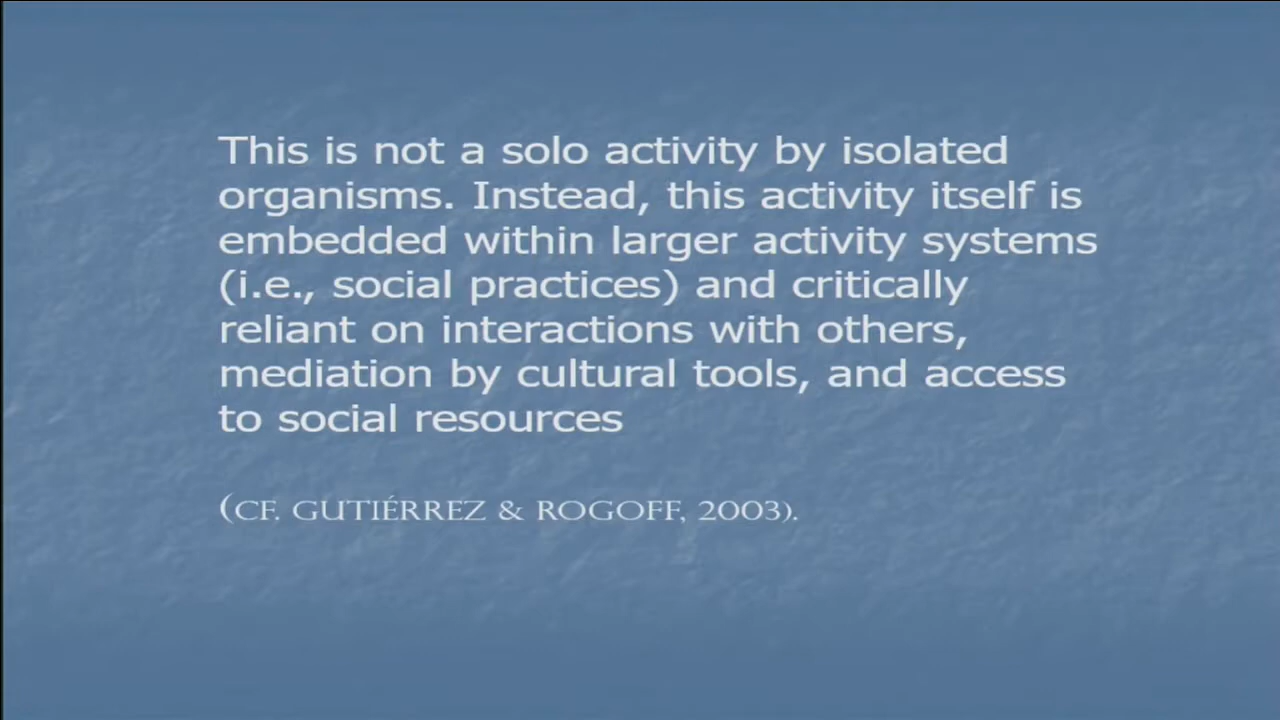 This is not a solo activity by isolated
organisms. Instead, this activity itself is
embedded within larger activity systems
(i.e., social practices) and critically
reliant on interactions with others,
mediation by cultural tools, and access
to social resources
(CF. GUTIÉRREZ & ROGOFF, 2003).